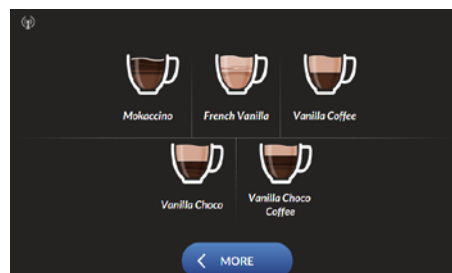 Mokaccino
French Vanilla
Vanilla Coffee
Vanilla Choco
Vanilla Choco
Coffee
MORE